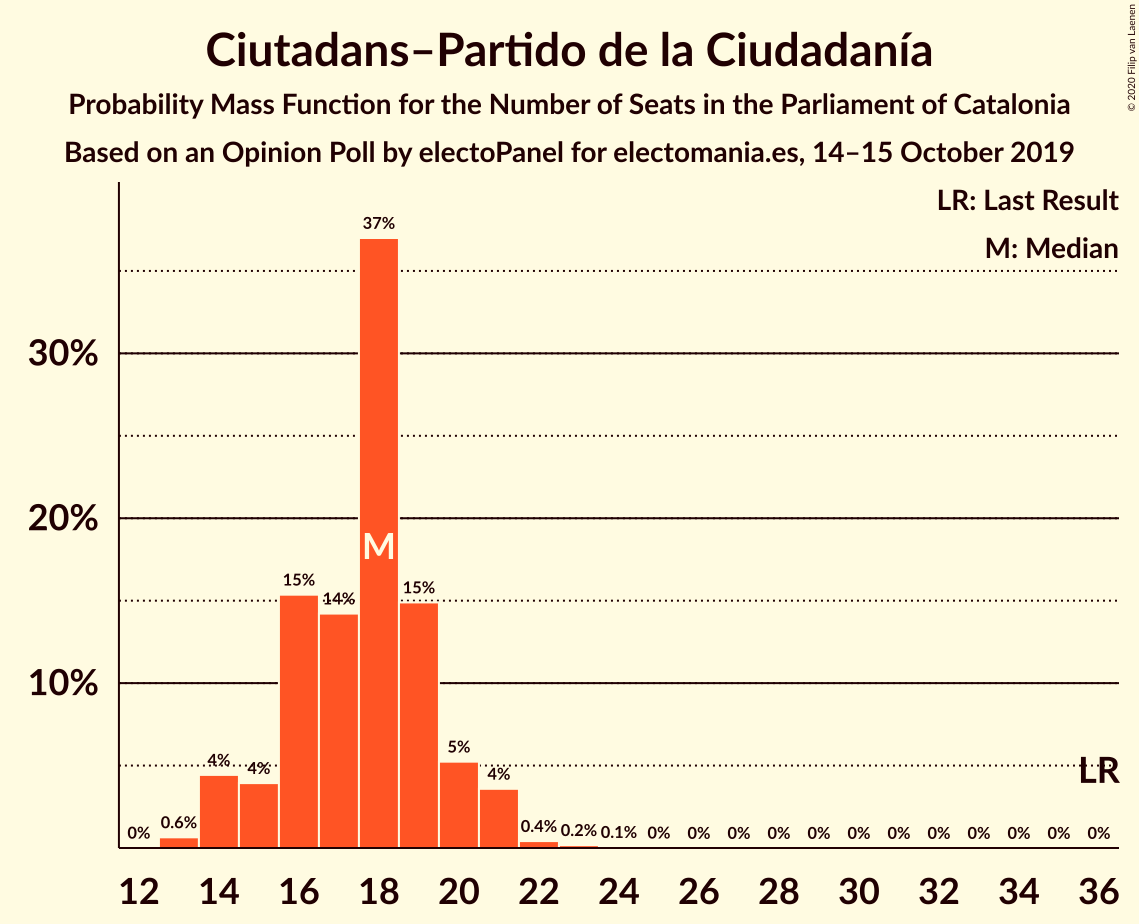 Ciutadans–Partido de la Ciudadanía
Probability Mass Function for the Number of Seats in the Parliament of Catalonia
Based on an Opinion Poll by electoPanel for electomania.es, 14–15 October 2019
© 2020 Filip van Laenen
LR: Last Result
M: Median
30%
20%
10%
0% 0.6% 4% 4% 15% 14% 37% 15% 5% 4% 0.4% 0.2% 0.1% 0% 0% 0% 0% 0% 0% 0% 0% 0% 0% 0% 0%
M
LR
12 14 16 18 20 22 24 26 28 30 32 34 36